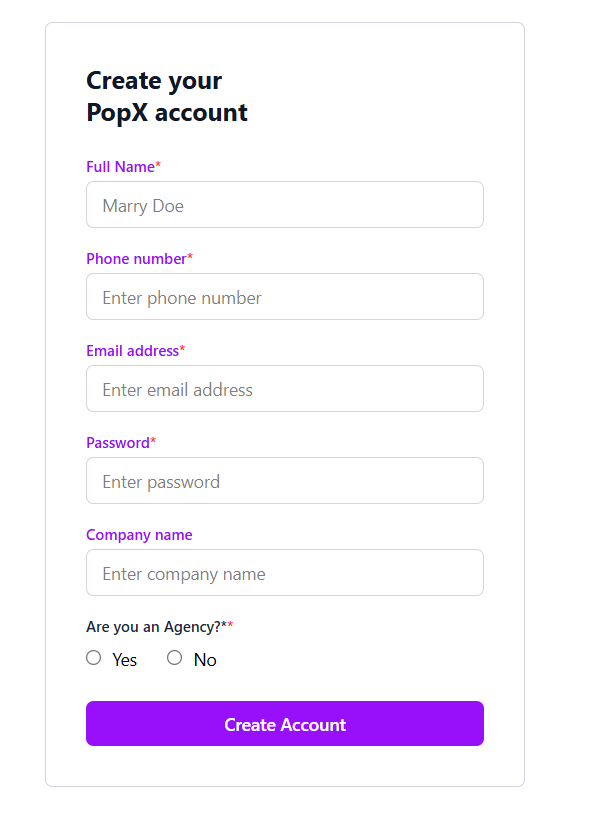 Create your
PopX account
Full Name*
Marry Doe
Phone number*
Enter phone number
Email address*
Enter email address
Password*
Enter password
Company name
Enter company name
Are you an Agency?**
Yes No
Create Account